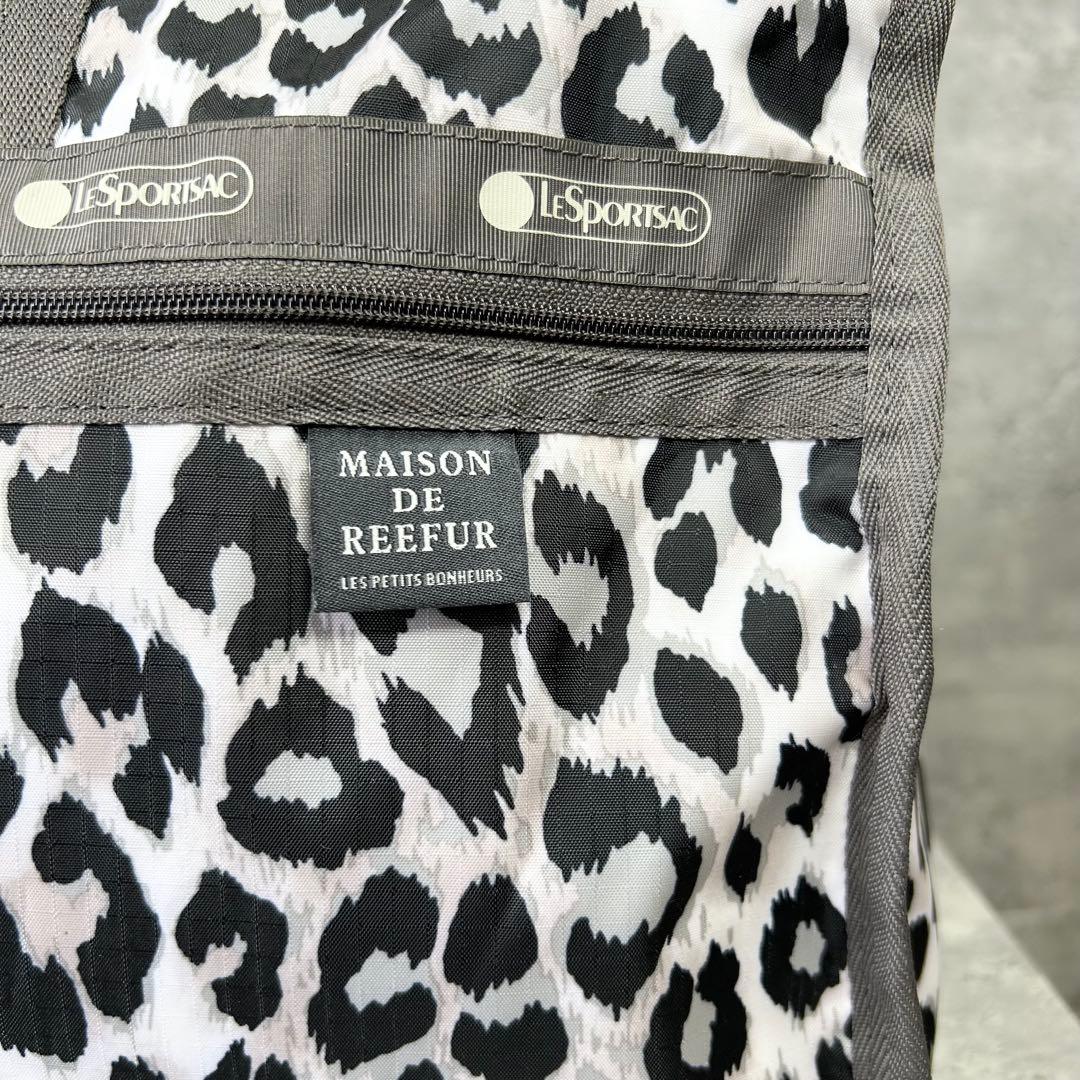 LESPORTSAC
LESPORTSAC
MAISON
DE
REEFUR
LES PETITS BONHEURS